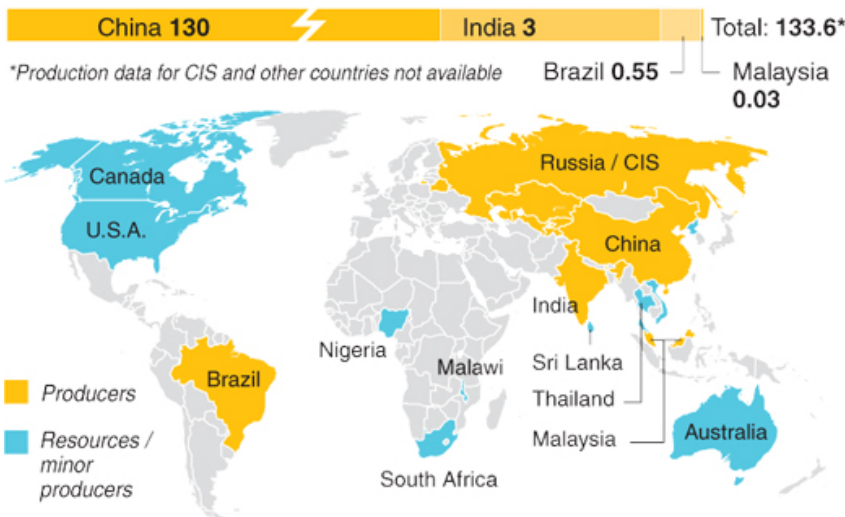 China 130
India 3
Total: 133.6*
*Production data for CIS and other countries not available
Brazil 0.55
Malaysia
0.03
Canada
Russia / CIS
U.S.A.
China
India
Nigeria
Malawi
Sri Lanka
Brazil
Thailand
Producers
Malaysia
Australia
Resources /
minor
producers
South Africa